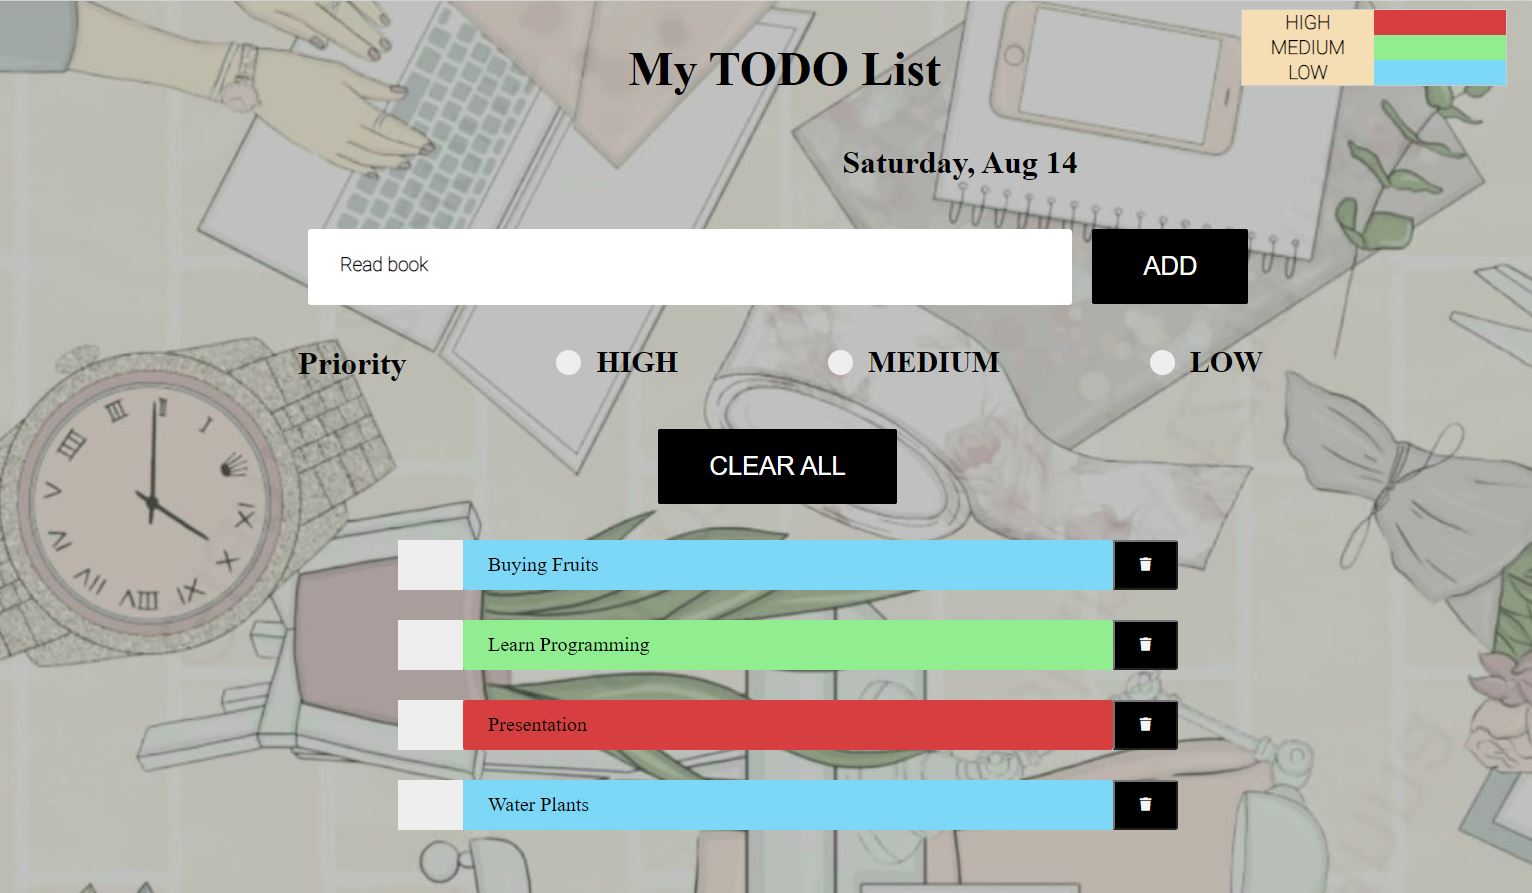 HIGH
MEDIUM
LOW
My TODO List
Saturday, Aug 14
Read book
ADD
Priority
HIGH
MEDIUM
LOW
CLEAR ALL
Buying Fruits
Learn Programming
Presentation
Water Plants